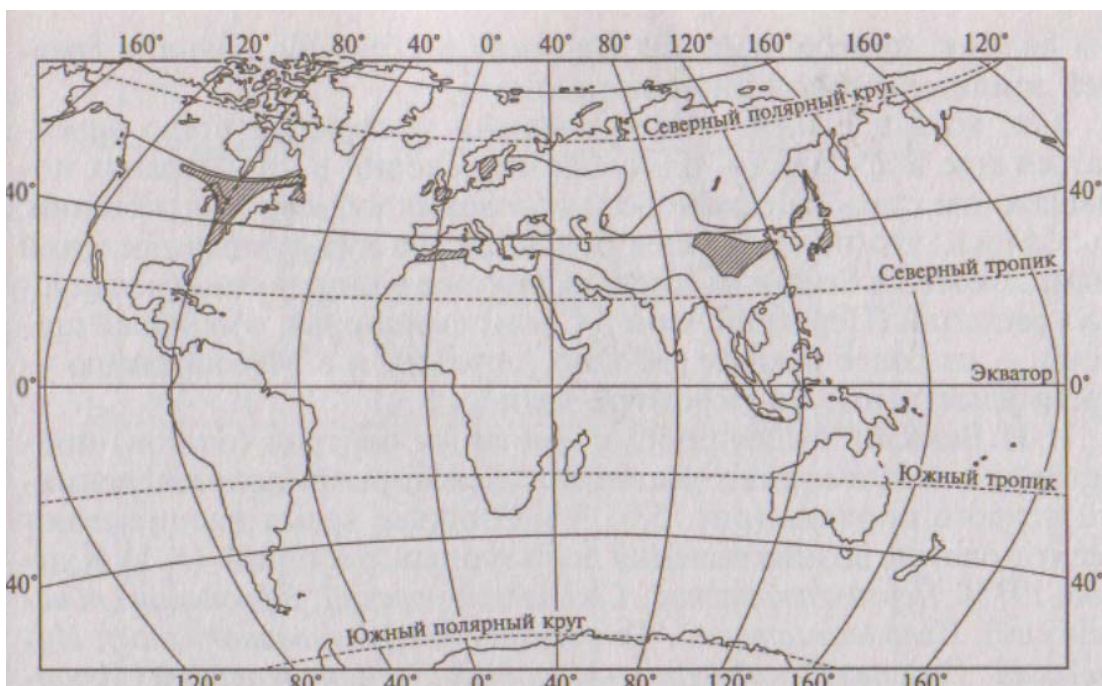 160° 120° 80° 40° 0° 40° 80° 120° 160° 160° 120°
Северный полярный круг
40° 40°
Северный тропик
Экватор
0° 0°
Южный тропик
40° 40°
Южный полярный круг
120° 80° 40° 0° 40° 80° 120° 160° 160°